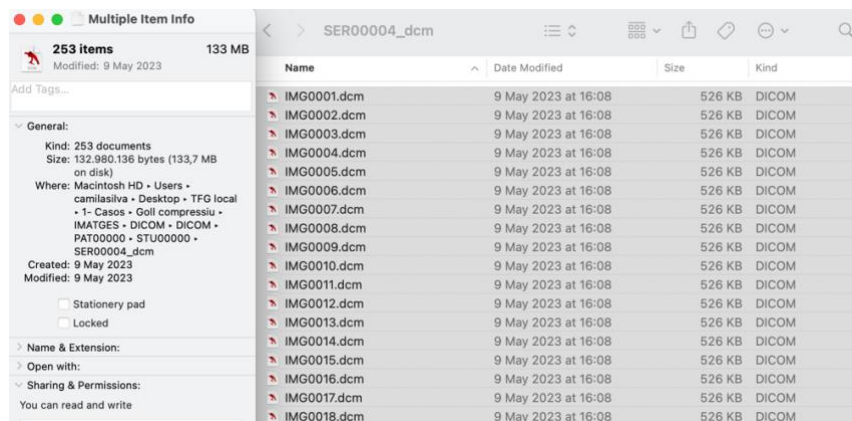 Multiple Item Info
253 items 133 MB
Modified: 9 May 2023
Add Tags...
General:
Kind: 253 documents
Size: 132.980.136 bytes (133,7 MB
on disk)
Where: Macintosh HD ▸ Users ▸
camilasilva ▸ Desktop ▸ TFG local
▸ 1- Casos ▸ Goll compressiu ▸
IMATGES ▸ DICOM ▸ DICOM ▸
PAT00000 ▸ STU00000 ▸
SER00004_dcm
Created: 9 May 2023
Modified: 9 May 2023
Stationery pad
Locked
Name & Extension:
Open with:
Sharing & Permissions:
You can read and write
SER00004_dcm
Name Date Modified Size Kind
IMG0001.dcm 9 May 2023 at 16:08 526 KB DICOM
IMG0002.dcm 9 May 2023 at 16:08 526 KB DICOM
IMG0003.dcm 9 May 2023 at 16:08 526 KB DICOM
IMG0004.dcm 9 May 2023 at 16:08 526 KB DICOM
IMG0005.dcm 9 May 2023 at 16:08 526 KB DICOM
IMG0006.dcm 9 May 2023 at 16:08 526 KB DICOM
IMG0007.dcm 9 May 2023 at 16:08 526 KB DICOM
IMG0008.dcm 9 May 2023 at 16:08 526 KB DICOM
IMG0009.dcm 9 May 2023 at 16:08 526 KB DICOM
IMG0010.dcm 9 May 2023 at 16:08 526 KB DICOM
IMG0011.dcm 9 May 2023 at 16:08 526 KB DICOM
IMG0012.dcm 9 May 2023 at 16:08 526 KB DICOM
IMG0013.dcm 9 May 2023 at 16:08 526 KB DICOM
IMG0014.dcm 9 May 2023 at 16:08 526 KB DICOM
IMG0015.dcm 9 May 2023 at 16:08 526 KB DICOM
IMG0016.dcm 9 May 2023 at 16:08 526 KB DICOM
IMG0017.dcm 9 May 2023 at 16:08 526 KB DICOM
IMG0018.dcm 9 May 2023 at 16:08 526 KB DICOM